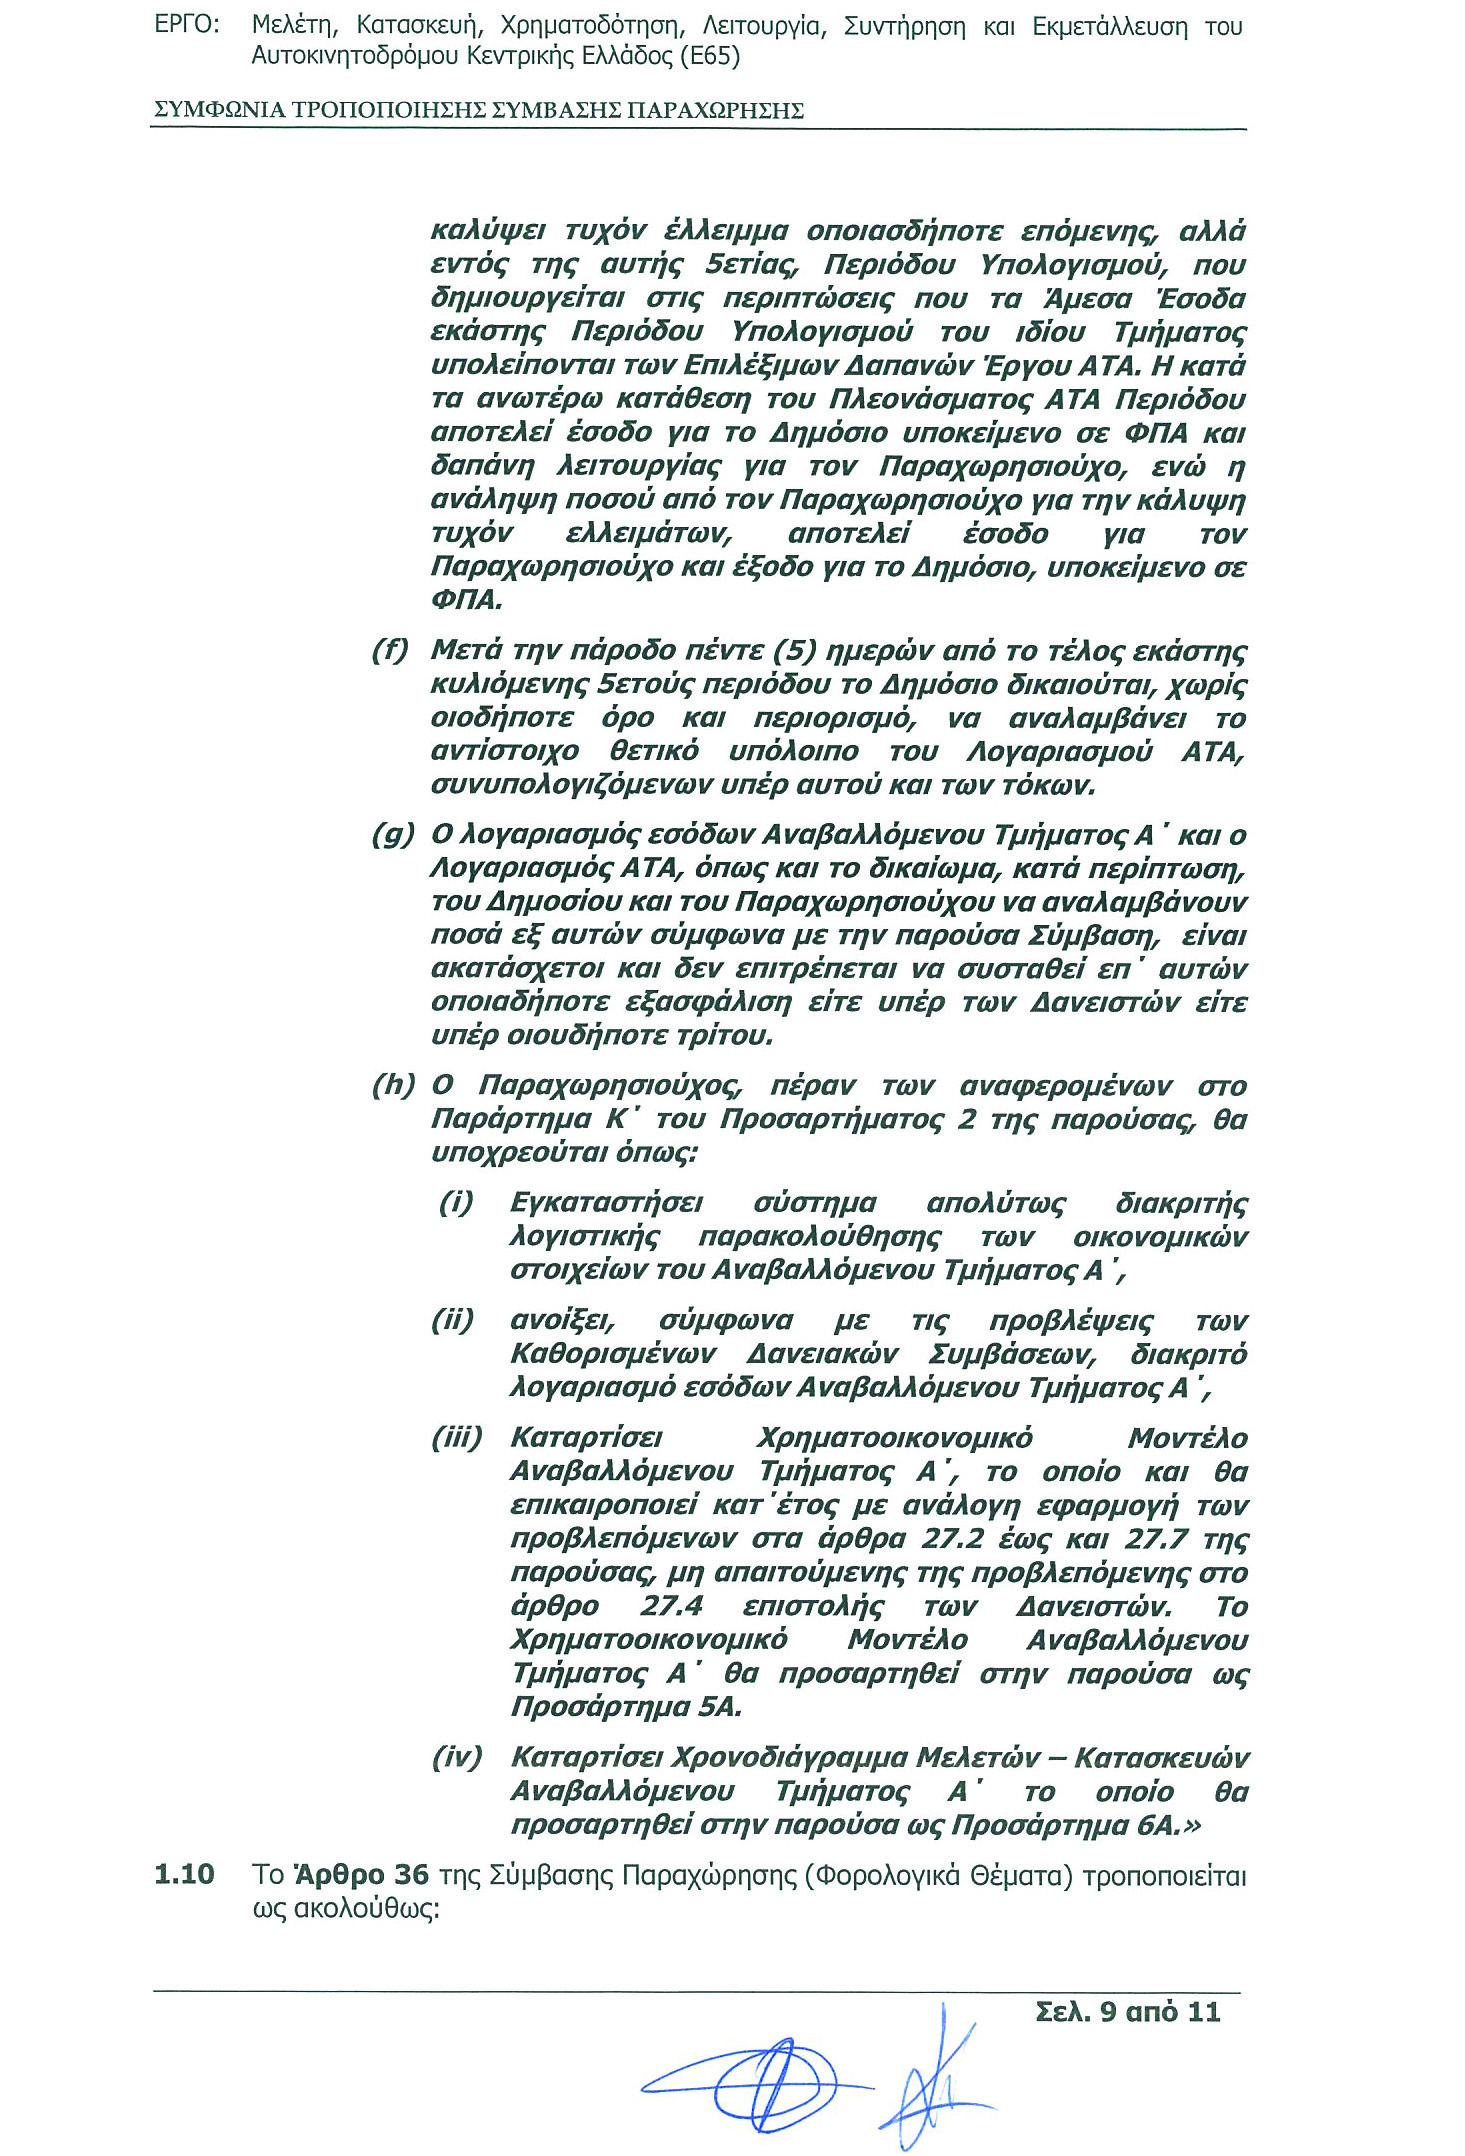 ΕΡΓΟ: Μελέτη, Κατασκευή, Χρηματοδότηση, Λειτουργία, Συντήρηση και Εκμετάλλευση του
Αυτοκινητοδρόμου Κεντρικής Ελλάδος (Ε65)
ΣΥΜΦΩΝΙΑ ΤΡΟΠΟΠΟΙΗΣΗΣ ΣΥΜΒΑΣΗΣ ΠΑΡΑΧΩΡΗΣΗΣ
καλύψει τυχόν έλλειμμα οποιασδήποτε επόμενης, αλλά
εντός της αυτής 5ετίας, Περιόδου Υπολογισμού, που
δημιουργείται στις περιπτώσεις που τα Άμεσα Έσοδα
εκάστης Περιόδου Υπολογισμού του ιδίου Τμήματος
υπολείπονται των Επιλέξιμων Δαπανών Έργου ΑΤΑ. Η κατά
τα ανωτέρω κατάθεση του Πλεονάσματος ΑΤΑ Περιόδου
αποτελεί έσοδο για το Δημόσιο υποκείμενο σε ΦΠΑ και
δαπάνη λειτουργίας για τον Παραχωρησιούχο, ενώ η
ανάληψη ποσού από τον Παραχωρησιούχο για την κάλυψη
τυχόν ελλειμάτων, αποτελεί έσοδο για τον
Παραχωρησιούχο και έξοδο για το Δημόσιο, υποκείμενο σε
ΦΠΑ.
(f) Μετά την πάροδο πέντε (5) ημερών από το τέλος εκάστης
κυλιόμενης 5ετούς περιόδου το Δημόσιο δικαιούται, χωρίς
οιοδήποτε όρο και περιορισμό, να αναλαμβάνει το
αντίστοιχο θετικό υπόλοιπο του Λογαριασμού ΑΤΑ,
συνυπολογιζόμενων υπέρ αυτού και των τόκων.
(g) Ο λογαριασμός εσόδων Αναβαλλόμενου Τμήματος Α΄ και ο
Λογαριασμός ΑΤΑ, όπως και το δικαίωμα, κατά περίπτωση,
του Δημοσίου και του Παραχωρησιούχου να αναλαμβάνουν
ποσά εξ αυτών σύμφωνα με την παρούσα Σύμβαση, είναι
ακατάσχετοι και δεν επιτρέπεται να συσταθεί επ΄ αυτών
οποιαδήποτε εξασφάλιση είτε υπέρ των Δανειστών είτε
υπέρ οιουδήποτε τρίτου.
(h) Ο Παραχωρησιούχος, πέραν των αναφερομένων στο
Παράρτημα Κ΄ του Προσαρτήματος 2 της παρούσας, θα
υποχρεούται όπως:
(i) Εγκαταστήσει σύστημα απολύτως διακριτής
λογιστικής παρακολούθησης των οικονομικών
στοιχείων του Αναβαλλόμενου Τμήματος Α΄,
(ii) ανοίξει, σύμφωνα με τις προβλέψεις των
Καθορισμένων Δανειακών Συμβάσεων, διακριτό
λογαριασμό εσόδων Αναβαλλόμενου Τμήματος Α΄,
(iii) Καταρτίσει Χρηματοοικονομικό Μοντέλο
Αναβαλλόμενου Τμήματος Α΄, το οποίο και θα
επικαιροποιεί κατ΄έτος με ανάλογη εφαρμογή των
προβλεπόμενων στα άρθρα 27.2 έως και 27.7 της
παρούσας, μη απαιτούμενης της προβλεπόμενης στο
άρθρο 27.4 επιστολής των Δανειστών. Το
Χρηματοοικονομικό Μοντέλο Αναβαλλόμενου
Τμήματος Α΄ θα προσαρτηθεί στην παρούσα ως
Προσάρτημα 5Α.
(iv) Καταρτίσει Χρονοδιάγραμμα Μελετών – Κατασκευών
Αναβαλλόμενου Τμήματος Α΄ το οποίο θα
προσαρτηθεί στην παρούσα ως Προσάρτημα 6Α.»
1.10 Το Άρθρο 36 της Σύμβασης Παραχώρησης (Φορολογικά Θέματα) τροποποιείται
ως ακολούθως:
Σελ. 9 από 11